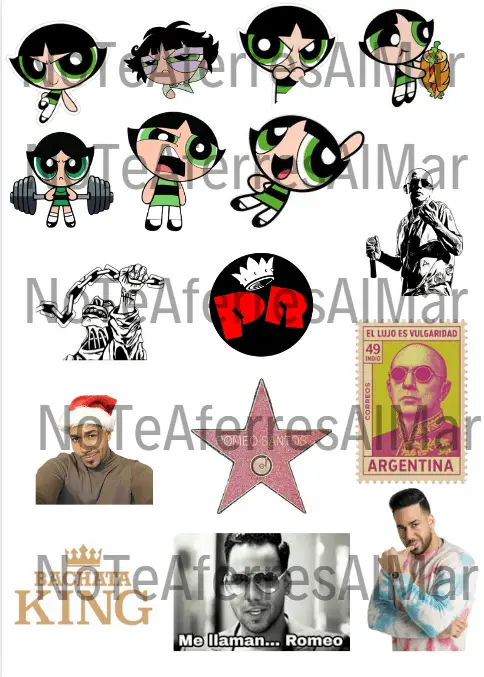 NoTeAferresAlMar
NoTeAferresAlMar
NoTeAferresAlMar
EL LUJO ES VULGARIDAD
49
INDIO
CORREOS
ARGENTINA
NoTeAferresAlMar
ROMEO SANTOS
NoTeAferresAlMar
BACHATA
KING
Me llaman... Romeo